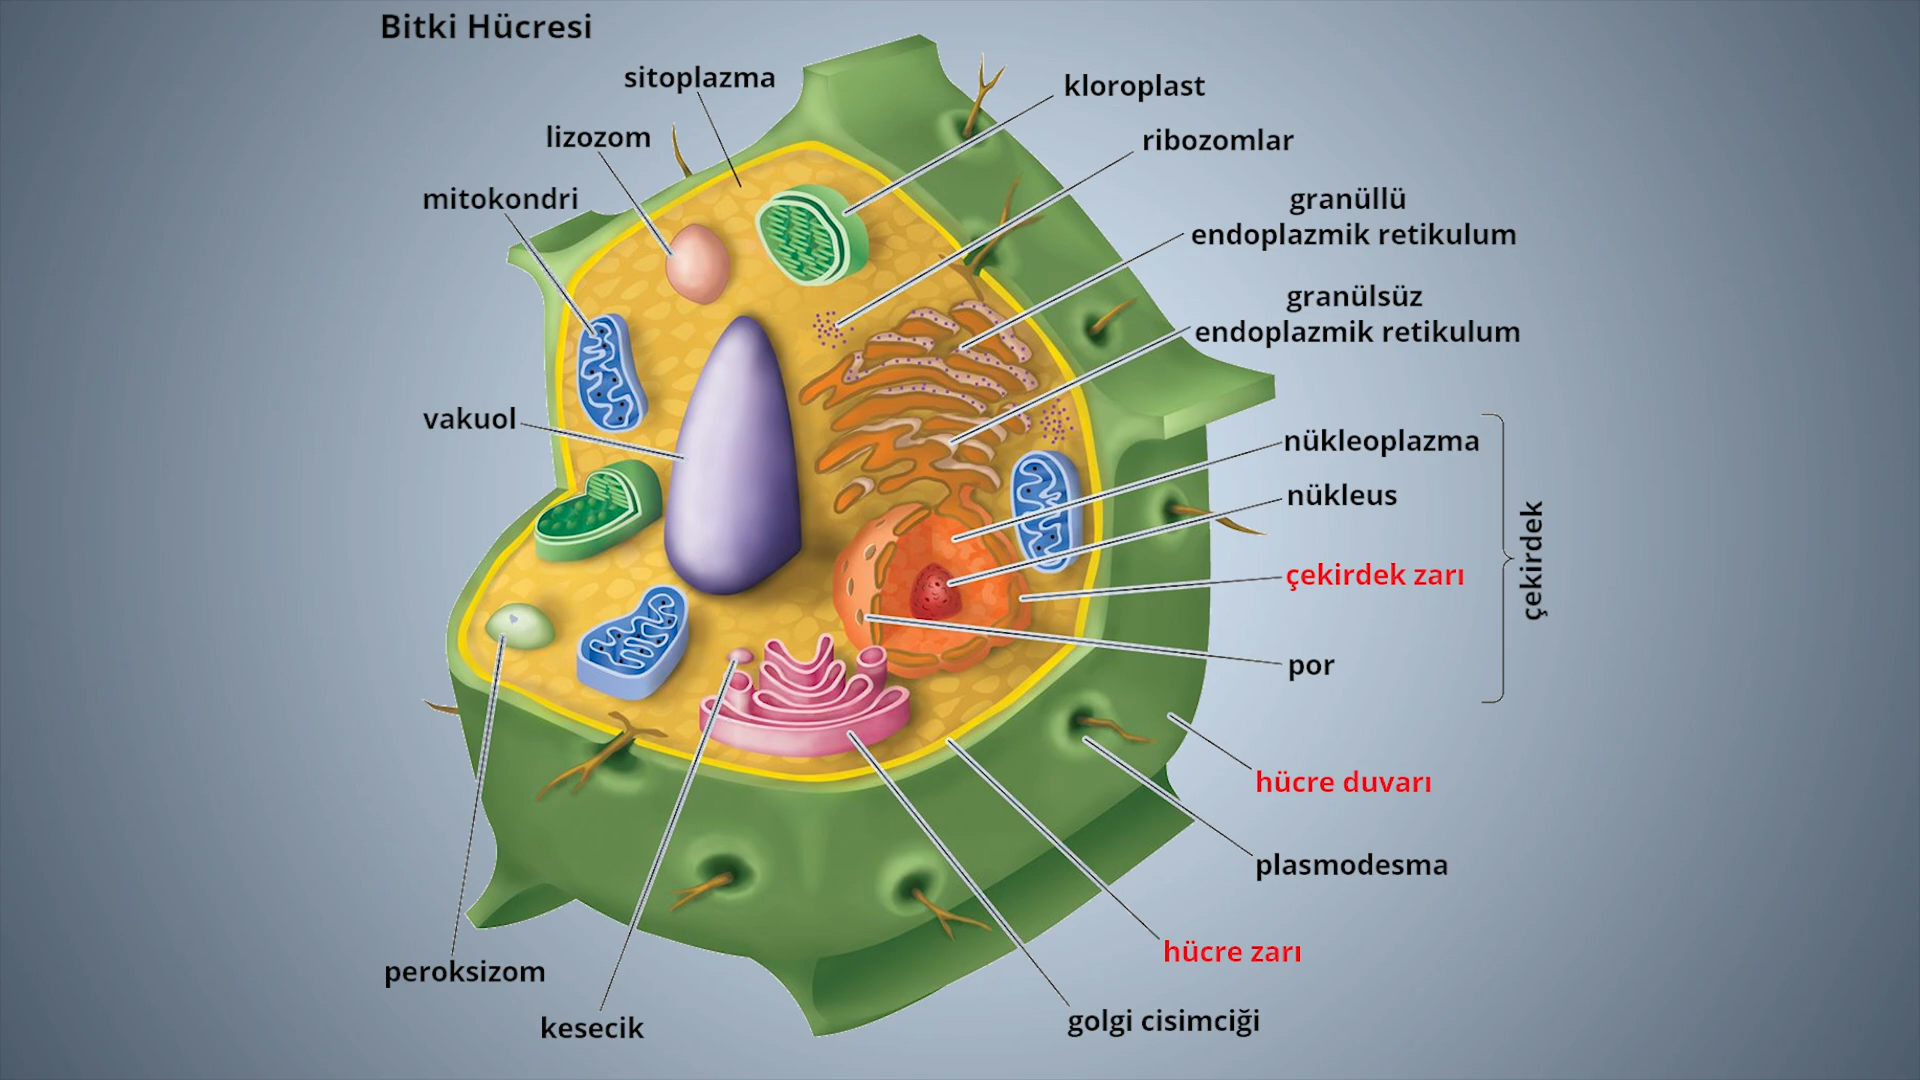 Bitki Hücresi
sitoplazma
lizozom
mitokondri
vakuol
peroksizom
kesecik
kloroplast
ribozomlar
granüllü
endoplazmik retikulum
granülsüz
endoplazmik retikulum
nükleoplazma
nükleus
çekirdek zarı
por
çekirdek
hücre duvarı
plasmodesma
hücre zarı
golgi cisimciği